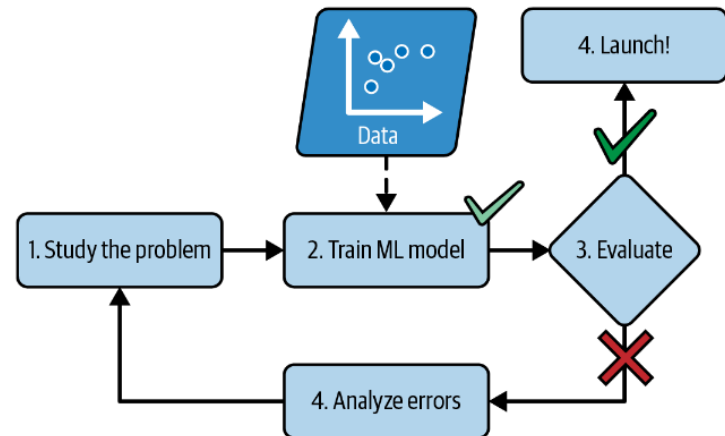 4. Launch!
Data
1. Study the problem
2. Train ML model
3. Evaluate
4. Analyze errors